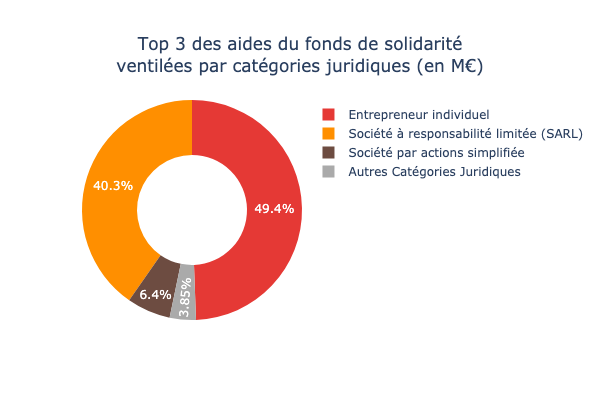 Top 3 des aides du fonds de solidarité
ventilées par catégories juridiques (en M€)
Entrepreneur individuel
Société à responsabilité limitée (SARL)
Société par actions simplifiée
Autres Catégories Juridiques
40.3%
49.4%
6.4%
3.85%